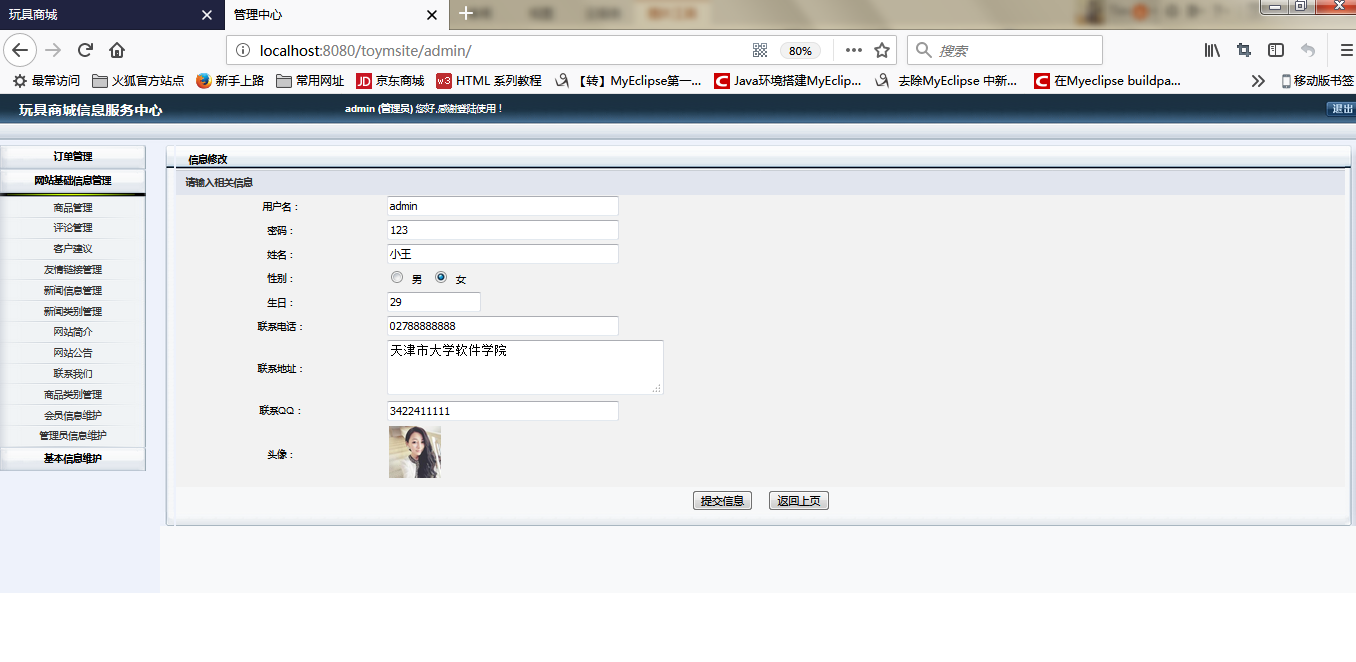 玩具商城
管理中心
localhost:8080/toymsite/admin/
80%
搜索
最常访问 火狐官方站点 新手上路 常用网址 JD 京东商城 w3 HTML 系列教程 【转】MyEclipse第一... C Java环境搭建MyEclip... 去除MyEclipse 中新... C 在Myeclipse buildpa... 移动版书签
玩具商城信息服务中心
admin (管理员) 您好,感谢登陆使用！
退出
订单管理
网站基础信息管理
商品管理
评论管理
客户建议
友情链接管理
新闻信息管理
新闻类别管理
网站简介
网站公告
联系我们
商品类别管理
会员信息维护
管理员信息维护
基本信息维护
信息修改
请输入相关信息
用户名： admin
密码： 123
姓名： 小王
性别： 男 女
生日： 29
联系电话： 02788888888
联系地址： 天津市大学软件学院
联系QQ： 3422411111
头像：
提交信息 返回上页